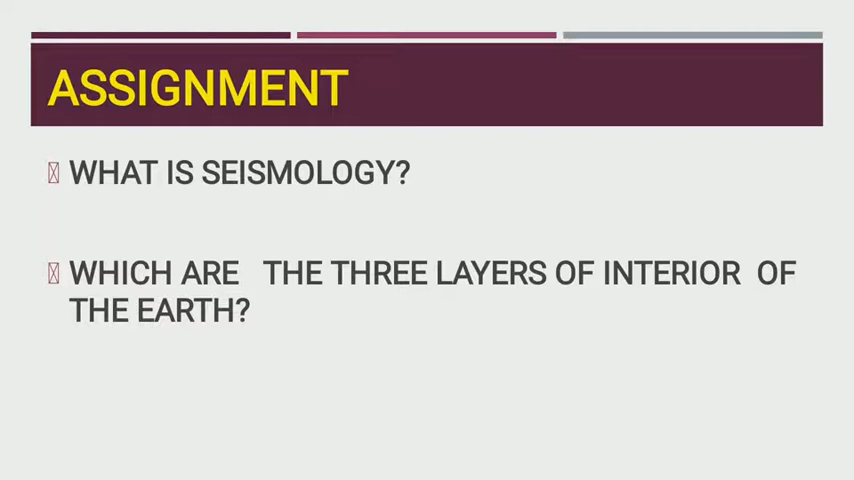 ASSIGNMENT
WHAT IS SEISMOLOGY?
WHICH ARE THE THREE LAYERS OF INTERIOR OF
THE EARTH?